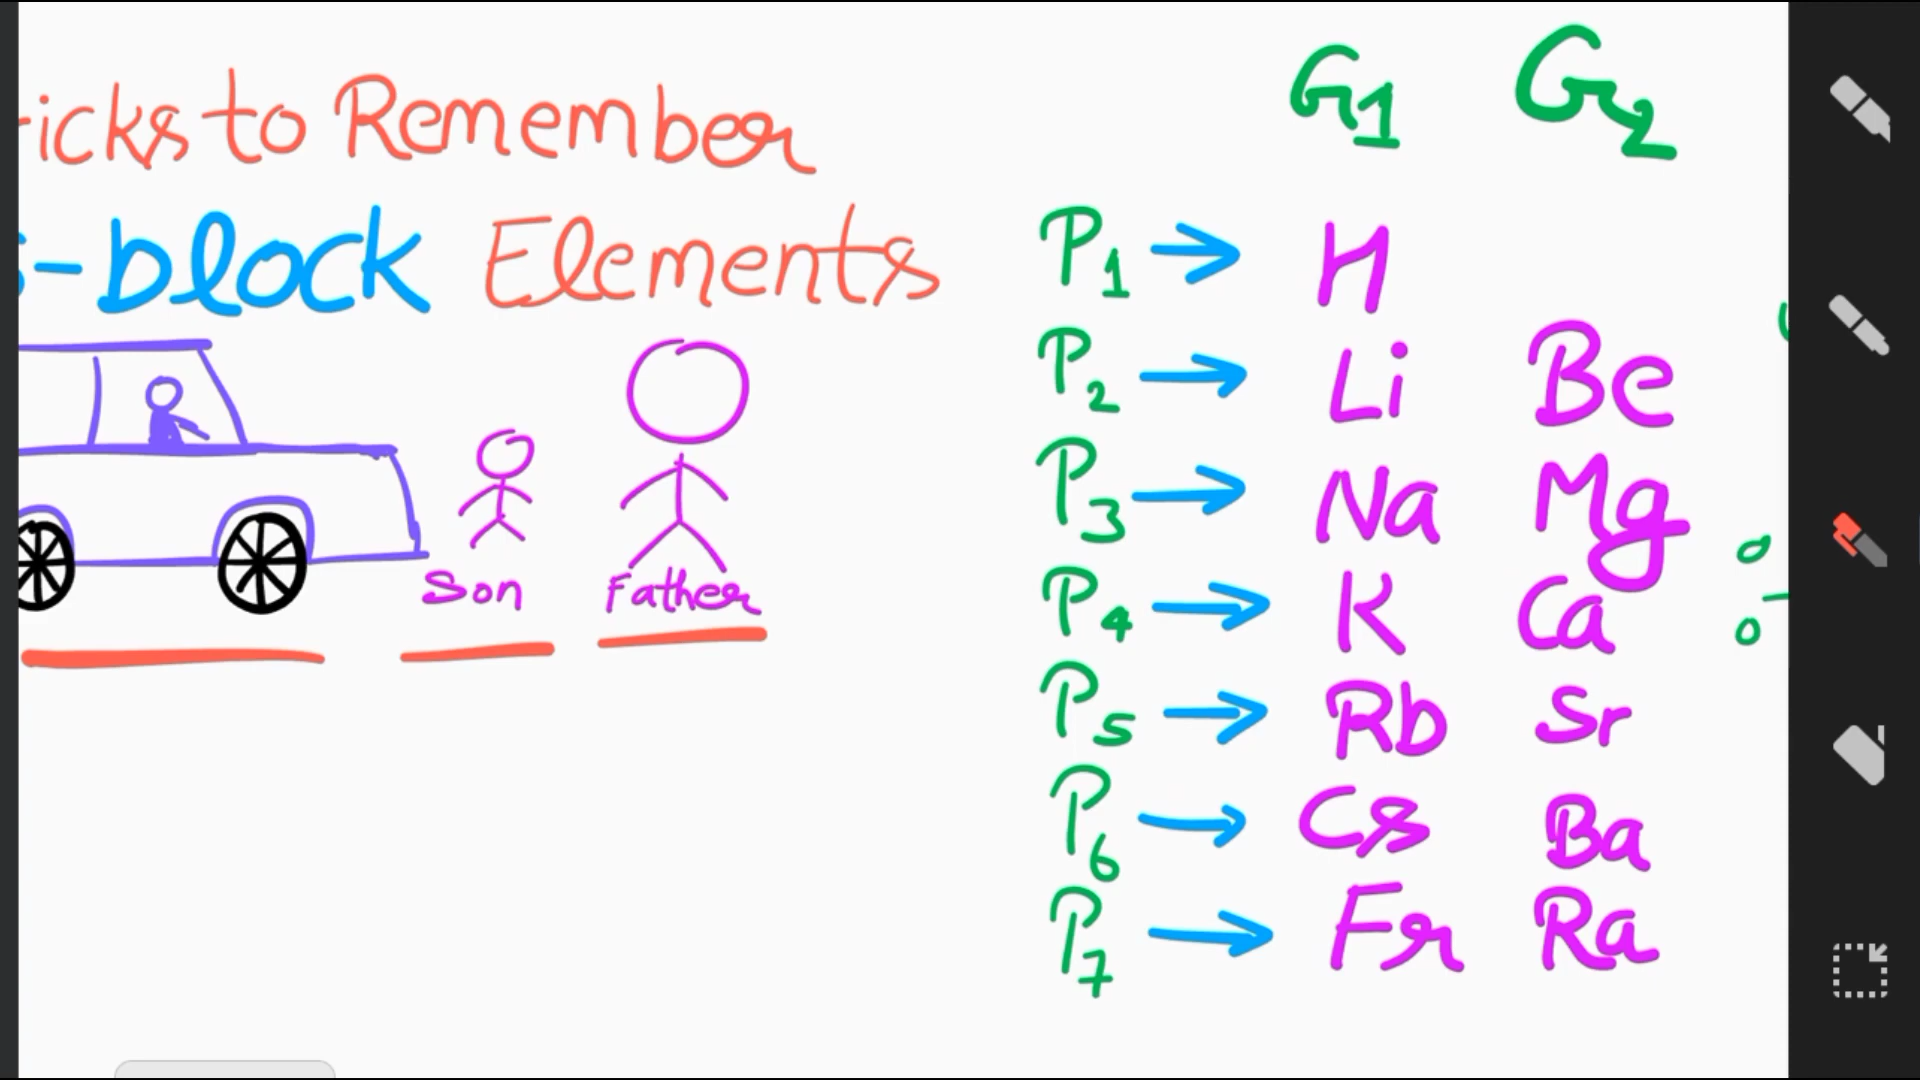 ricks to Remember
s-block Elements
Son Father
G1 G2
P1 → H
P2 → Li Be
P3 → Na Mg
P4 → K Ca
P5 → Rb Sr
P6 → Cs Ba
P7 → Fr Ra